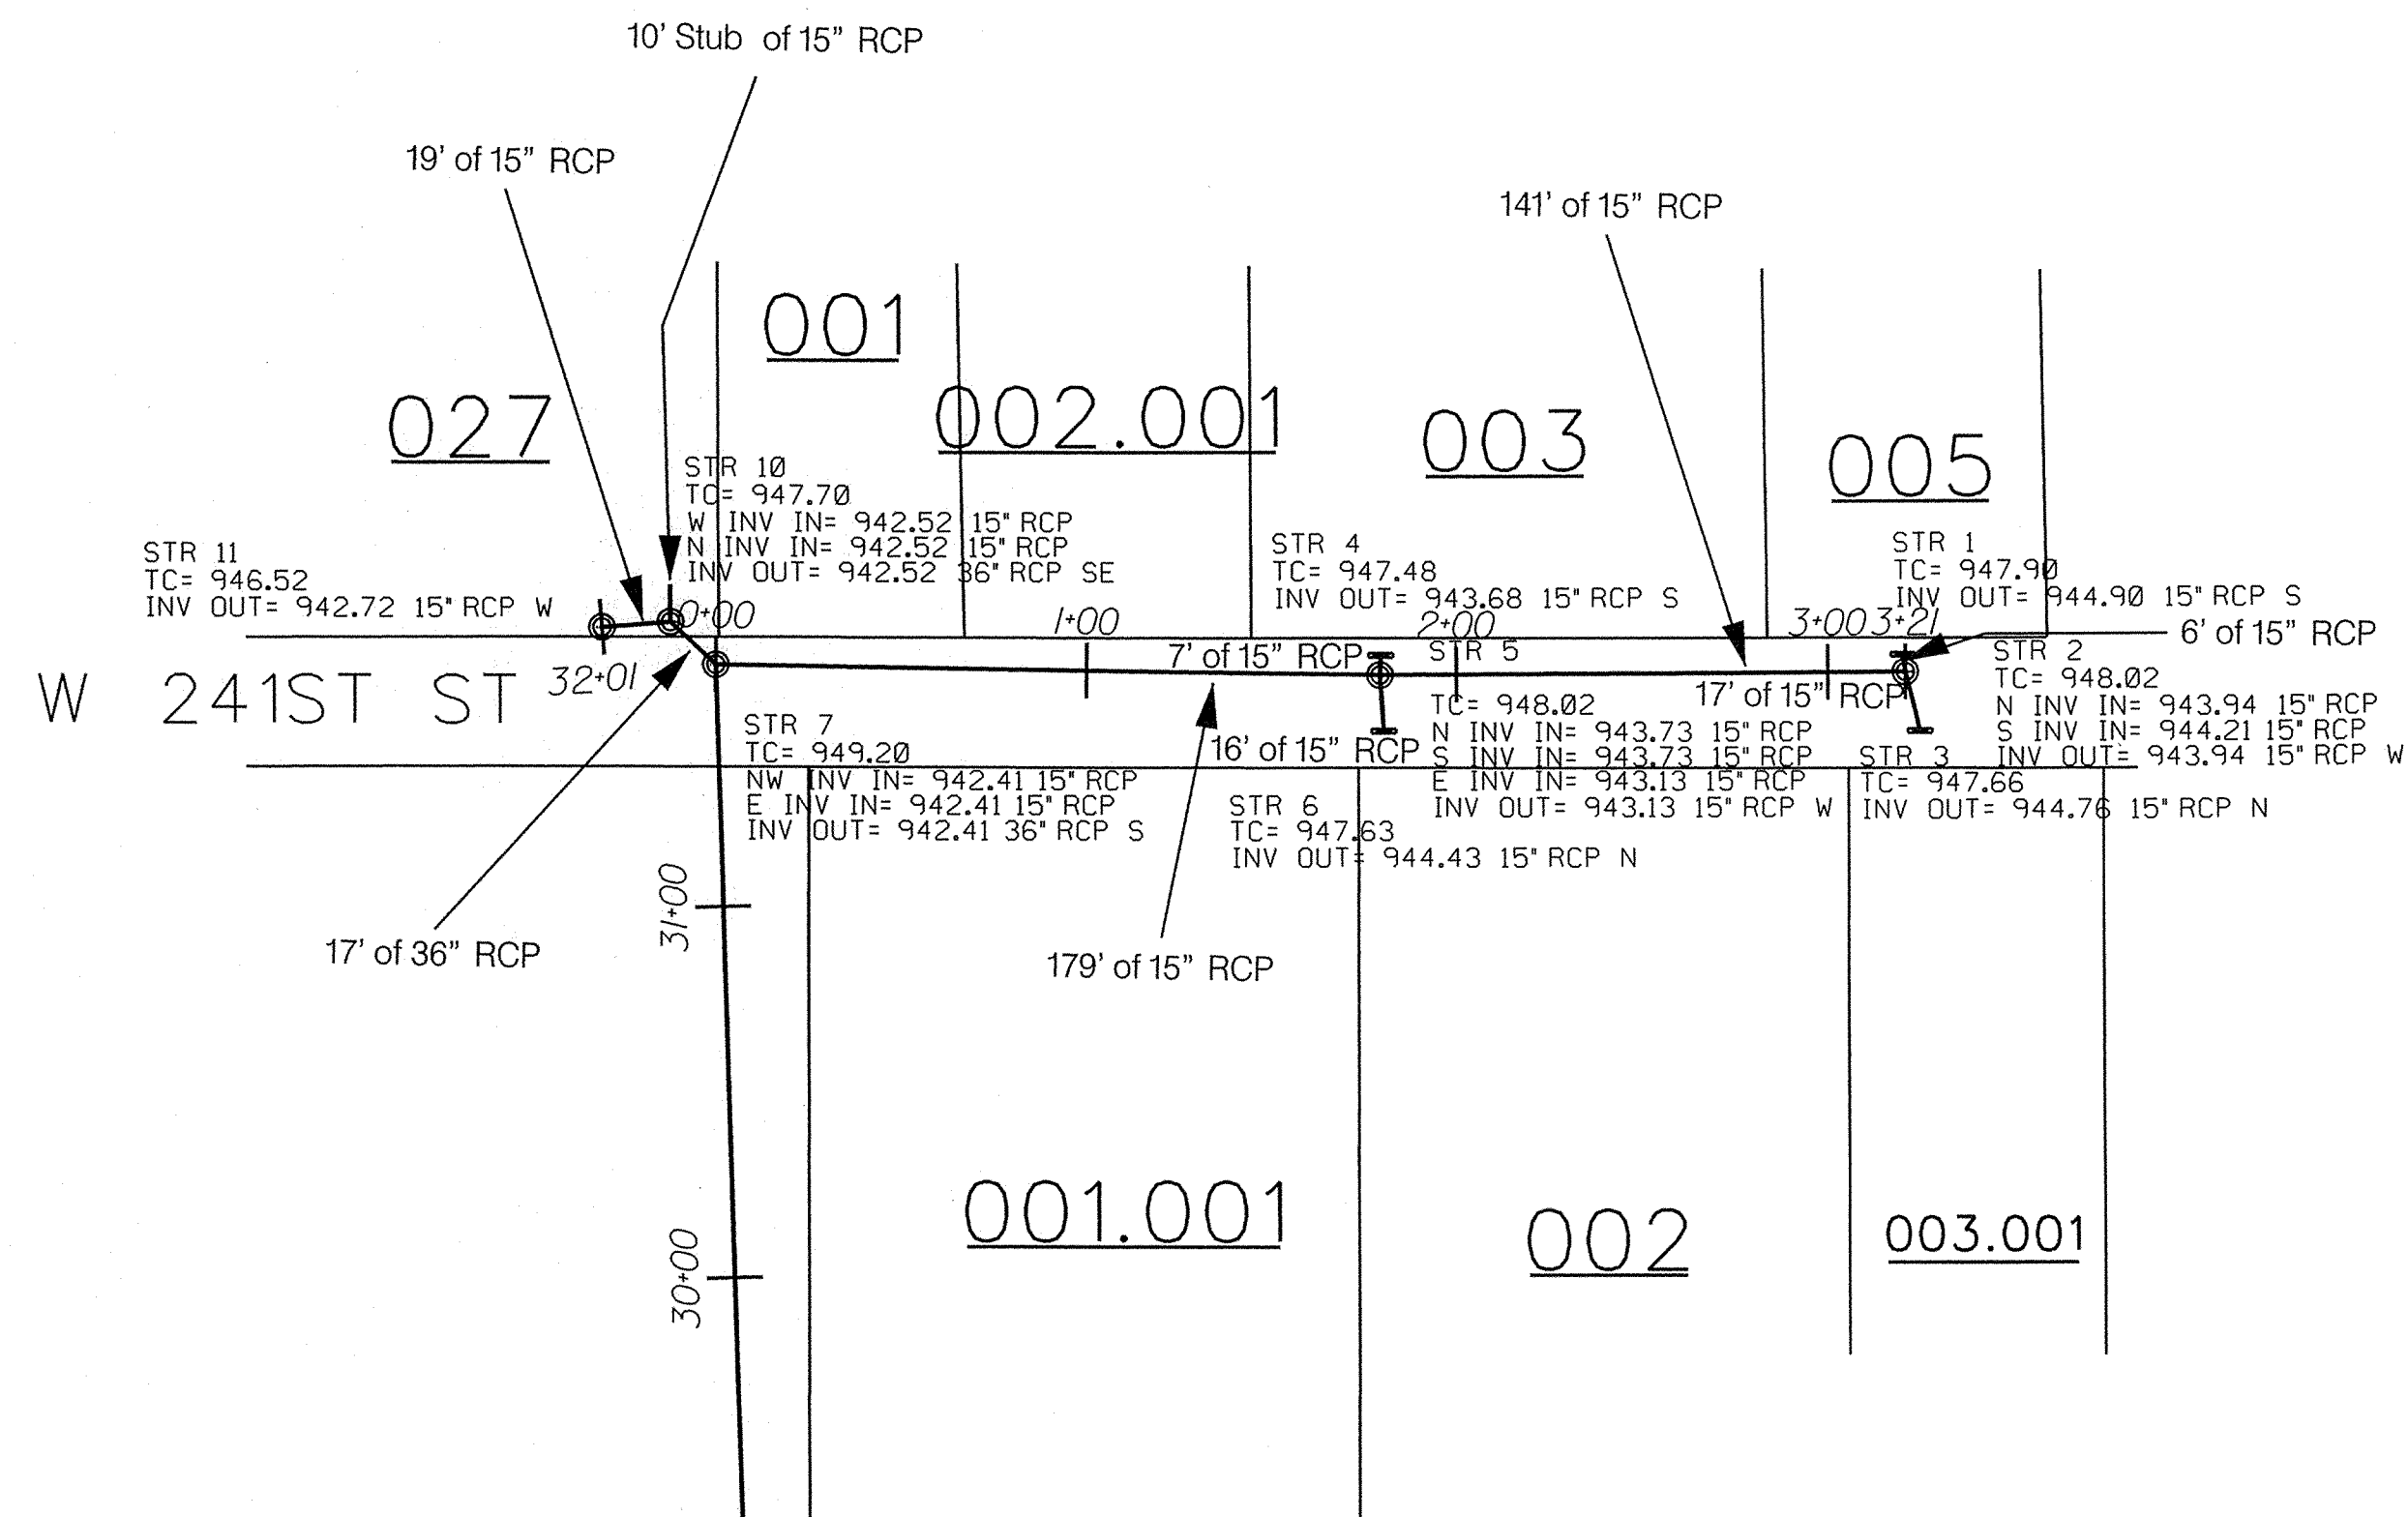 10' Stub of 15" RCP
19' of 15" RCP
141' of 15" RCP
001
027
002.001
003
005
STR 10
TC= 947.70
W INV IN= 942.52 15" RCP
N INV IN= 942.52 15" RCP
INV OUT= 942.52 36" RCP SE
STR 11
TC= 946.52
INV OUT= 942.72 15" RCP W
STR 4
TC= 947.48
INV OUT= 943.68 15" RCP S
STR 1
TC= 947.90
INV OUT= 944.90 15" RCP S
0+00
1+00
2+00
3+00
3+21
6' of 15" RCP
W 241ST ST
32+01
7' of 15" RCP
STR 5
TC= 948.02
N INV IN= 943.73 15" RCP
S INV IN= 943.73 15" RCP
E INV IN= 943.13 15" RCP
INV OUT= 943.13 15" RCP W
17' of 15" RCP
STR 2
TC= 948.02
N INV IN= 943.94 15" RCP
S INV IN= 944.21 15" RCP
INV OUT= 943.94 15" RCP W
STR 7
TC= 949.20
NW INV IN= 942.41 15" RCP
E INV IN= 942.41 15" RCP
INV OUT= 942.41 36" RCP S
16' of 15" RCP
STR 3
TC= 947.66
INV OUT= 944.76 15" RCP N
STR 6
TC= 947.63
INV OUT= 944.43 15" RCP N
31+00
17' of 36" RCP
179' of 15" RCP
30+00
001.001
002
003.001